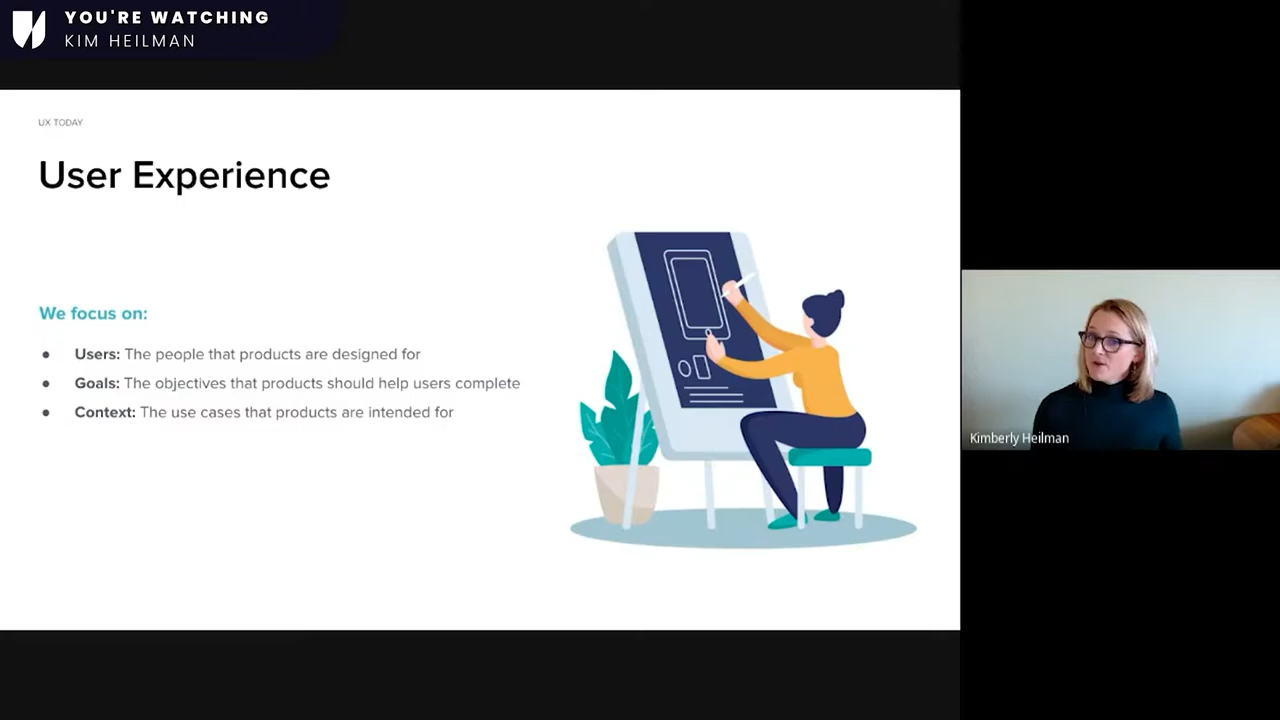 YOU'RE WATCHING
KIM HEILMAN
UX TODAY
User Experience
We focus on:
● Users: The people that products are designed for
● Goals: The objectives that products should help users complete
● Context: The use cases that products are intended for
Kimberly Heilman